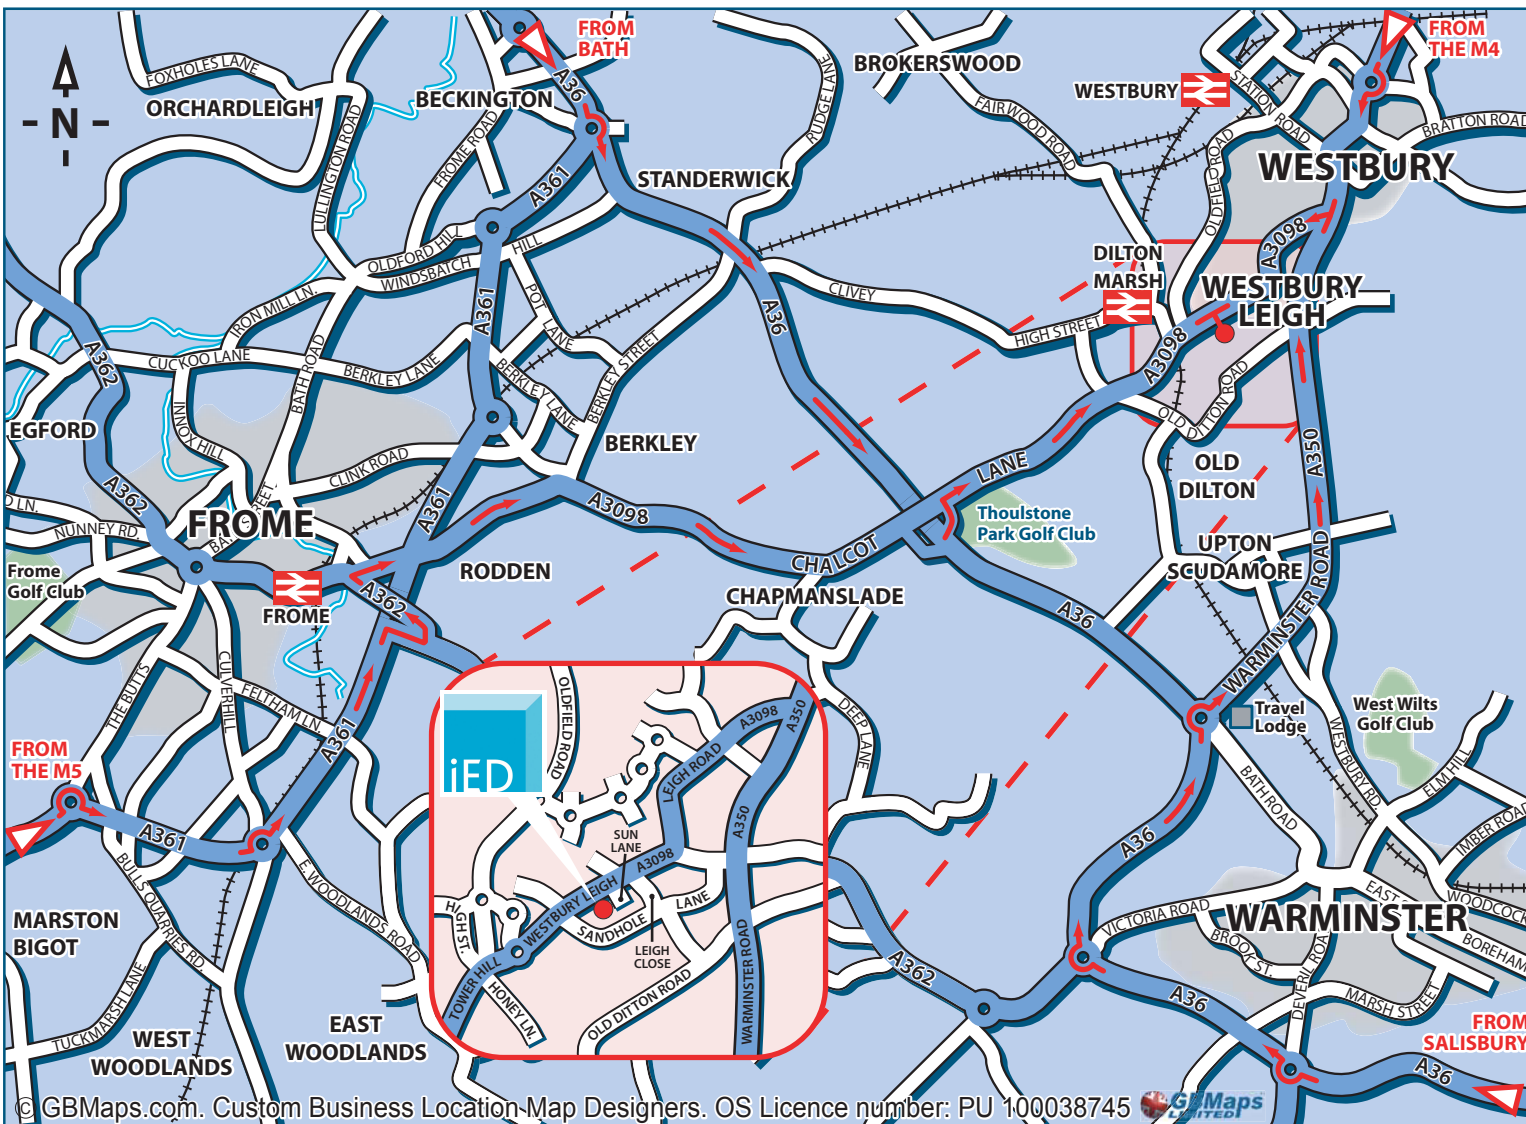 FROM
BATH
FROM
THE M4
BROKERSWOOD
FOXHOLES LANE
ORCHARDLEIGH
BECKINGTON
A36
WESTBURY
STATION ROAD
BRATTON ROAD
N
LULLINGTON ROAD
FROME ROAD
RUDGE LANE
FAIRWOOD ROAD
OLDFIELD ROAD
WESTBURY
STANDERWICK
A361
A3098
OLDFORD HILL
WINDSBATCH
HILL
DILTON
MARSH
WESTBURY
LEIGH
IRON MILL LN.
A361
POT LANE
A36
CLIVEY
HIGH STREET
A3098
A362
CUCKOO LANE
BATH ROAD
BERKLEY LANE
BERKLEY LANE
BERKLEY STREET
INNOX HILL
OLD DITTON ROAD
EGFORD
BERKLEY
A350
CLINK ROAD
LANE
OLD
DILTON
A362
A361
A3098
FROME
NUNNEY RD.
Thoulstone
Park Golf Club
CHALCOT
UPTON
SCUDAMORE
Frome
Golf Club
RODDEN
FROME
A362
CHAPMANSLADE
A36
WARMINSTER ROAD
THE BUTTS
CULVERHILL
FELTHAM LN.
A361
FROM
THE M5
A361
OLDFIELD ROAD
A3098
A350
iED
LEIGH ROAD
SUN
LANE
A3098
A350
WESTBURY LEIGH
HIGH ST.
SANDHOLE
LANE
LEIGH
CLOSE
TOWER HILL
HONEY LN.
OLD DITTON ROAD
WARMINSTER ROAD
DEEP LANE
Travel
Lodge
West Wilts
Golf Club
WESTBURY RD.
ELM HILL
BATH ROAD
IMBER ROAD
A36
BULLS QUARRIES RD.
E. WOODLANDS ROAD
MARSTON
BIGOT
VICTORIA ROAD
WARMINSTER
EAST
WOODCOCK
BROOK ST.
BOREHAM
DEVERIL ROAD
A362
A36
MARSH STREET
TUCKMARSH LANE
WEST
WOODLANDS
EAST
WOODLANDS
FROM
SALISBURY
A36
© GBMaps.com. Custom Business Location Map Designers. OS Licence number: PU 100038745
GBMaps
LIMITED